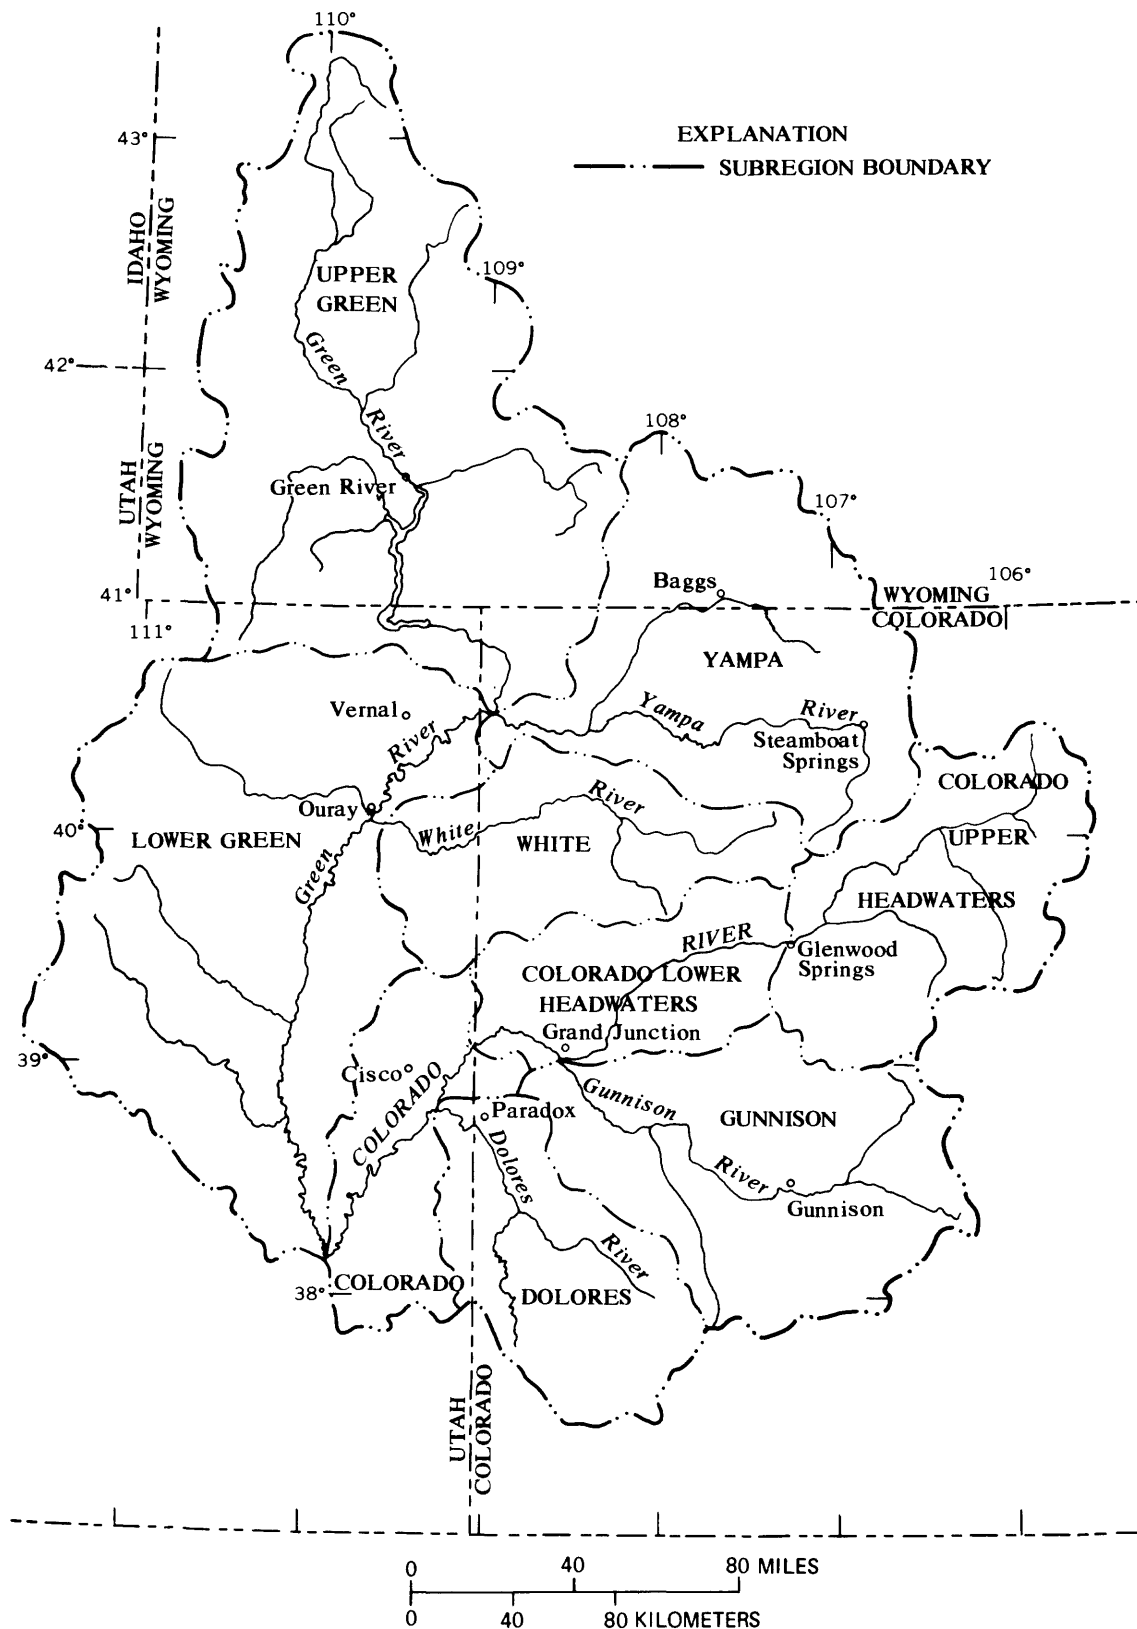 110°
EXPLANATION
SUBREGION BOUNDARY
43°
IDAHO
WYOMING
109°
UPPER
GREEN
Green
River
42°
108°
UTAH
WYOMING
Green River
107°
106°
Baggs
41°
111°
WYOMING
COLORADO
YAMPA
Vernal
River
Yampa
River
Steamboat
Springs
COLORADO
UPPER
HEADWATERS
Ouray
40°
LOWER GREEN
Green
White
River
WHITE
RIVER
Glenwood
Springs
COLORADO LOWER
HEADWATERS
Grand Junction
39°
Cisco
COLORADO
Paradox
Gunnison
GUNNISON
Dolores
River
Gunnison
River
38°
COLORADO
DOLORES
UTAH
COLORADO
0 40 80 MILES
0 40 80 KILOMETERS